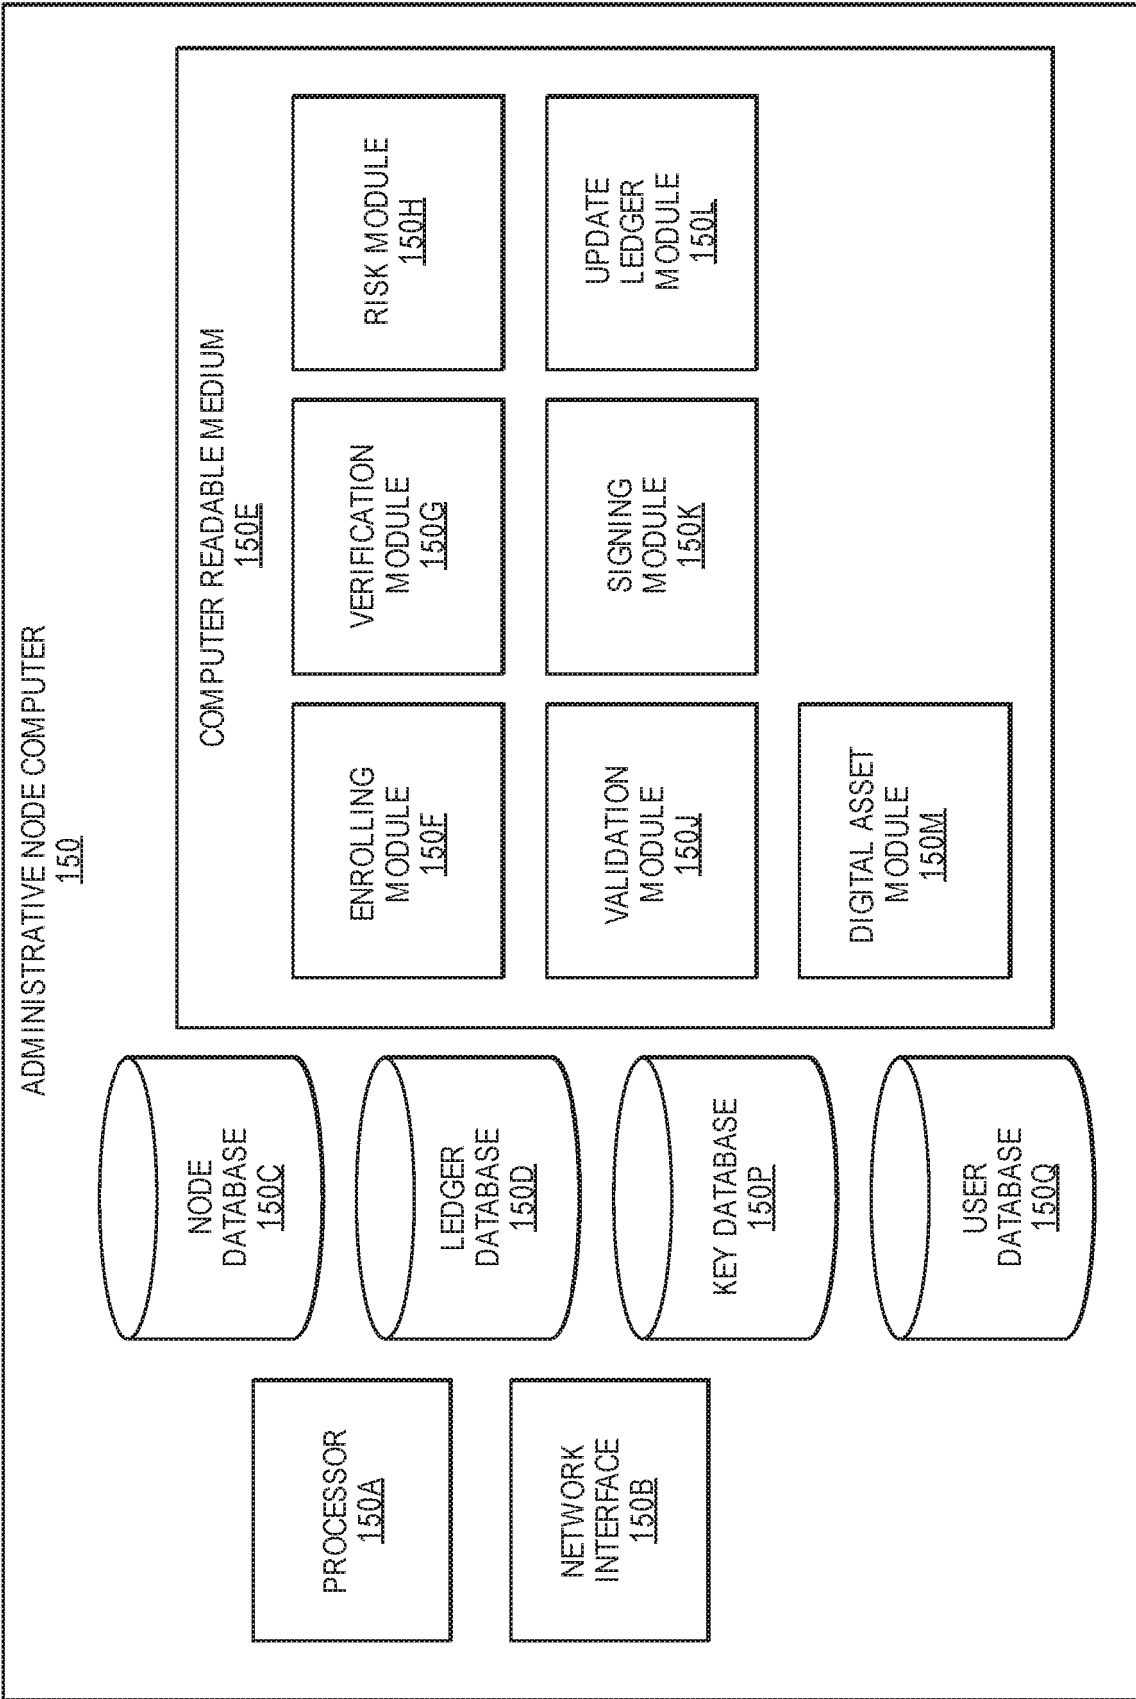 ADMINISTRATIVE NODE COMPUTER
150
PROCESSOR
150A
NETWORK
INTERFACE
150B
NODE
DATABASE
150C
LEDGER
DATABASE
150D
KEY DATABASE
150P
USER
DATABASE
150Q
COMPUTER READABLE MEDIUM
150E
ENROLLING
MODULE
150F
VERIFICATION
MODULE
150G
RISK MODULE
150H
VALIDATION
MODULE
150J
SIGNING
MODULE
150K
UPDATE
LEDGER
MODULE
150L
DIGITAL ASSET
MODULE
150M